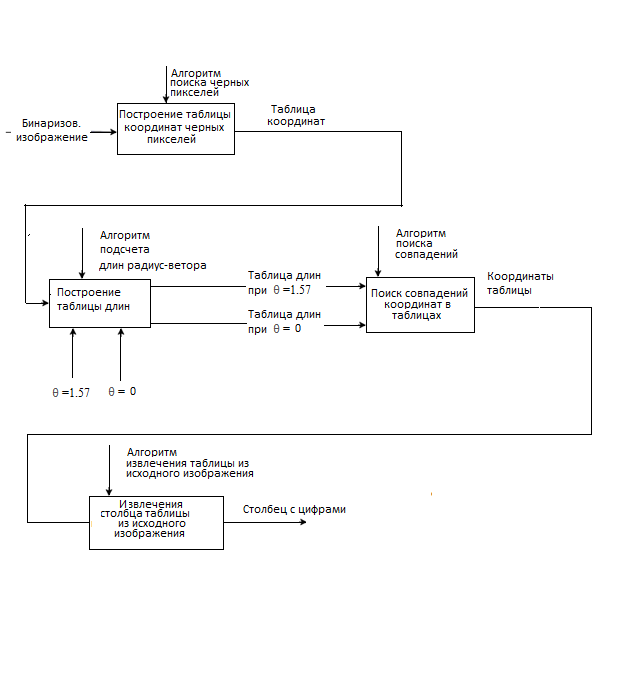 Алгоритм
поиска черных
пикселей
Бинаризов.
изображение
Построение таблицы
координат черных
пикселей
Таблица
координат
Алгоритм
подсчета
длин радиус-ветора
Построение
таблицы длин
Таблица длин
при θ =1.57
Таблица длин
при θ = 0
Алгоритм
поиска
совпадений
Поиск совпадений
координат в
таблицах
Координаты
таблицы
θ =1.57
θ = 0
Алгоритм
извлечения таблицы из
исходного изображения
Извлечения
столбца таблицы
из исходного
изображения
Столбец с цифрами